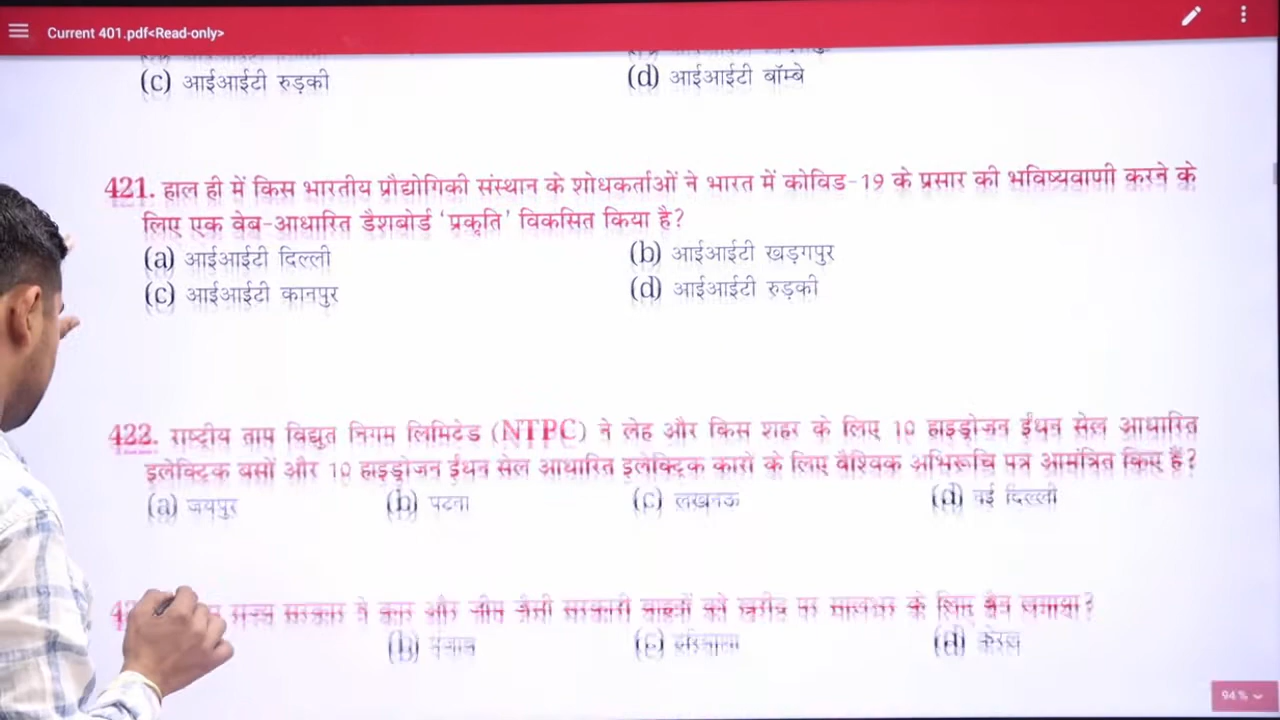 Current 401.pdf<Read-only>
(c) आईआईटी रुड़की
(d) आईआईटी बॉम्बे
421. हाल ही में किस भारतीय प्रौद्योगिकी संस्थान के शोधकर्ताओं ने भारत में कोविड-19 के प्रसार की भविष्यवाणी करने के
लिए एक वेब-आधारित डैशबोर्ड 'प्रकृति' विकसित किया है?
(a) आईआईटी दिल्ली
(b) आईआईटी खड़गपुर
(c) आईआईटी कानपुर
(d) आईआईटी रुड़की
422. राष्ट्रीय ताप विद्युत निगम लिमिटेड (NTPC) ने लेह और किस शहर के लिए 10 हाइड्रोजन ईंधन सेल आधारित
इलेक्ट्रिक बसों और 10 हाइड्रोजन ईंधन सेल आधारित इलेक्ट्रिक कारों के लिए वैश्विक अभिरूचि पत्र आमंत्रित किए हैं?
(a) जयपुर (b) पटना (c) लखनऊ (d) नई दिल्ली
राज्य सरकार ने कार और जीप जैसी सरकारी वाहनों की खरीद पर सालभर के लिए बैन लगाया?
(b) पंजाब (c) हरियाणा (d) केरल
94%